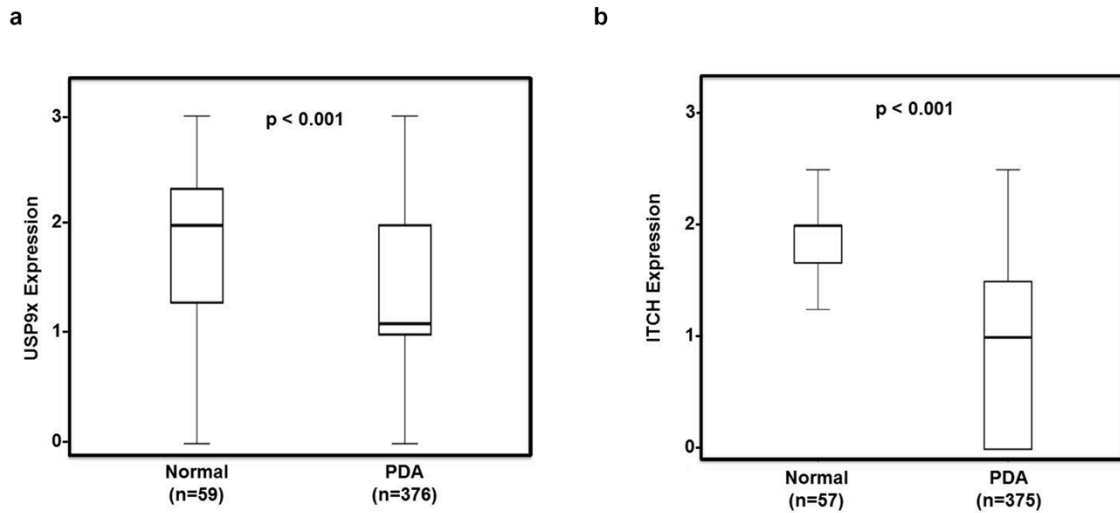 a
USP9x Expression
3
2
1
0
p < 0.001
Normal
(n=59)
PDA
(n=376)
b
ITCH Expression
3
2
1
0
p < 0.001
Normal
(n=57)
PDA
(n=375)